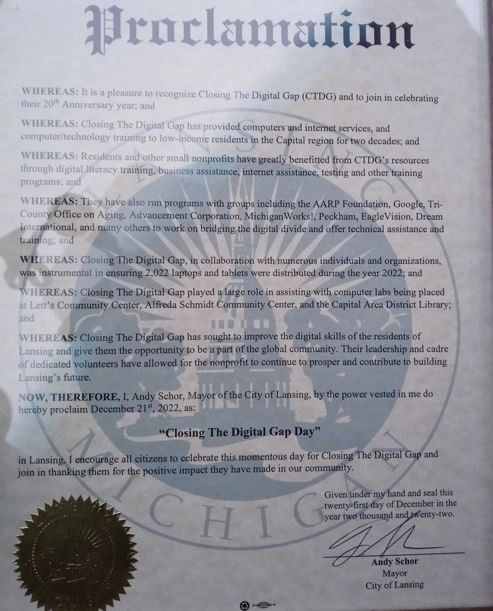 Proclamation
WHEREAS: It is a pleasure to recognize Closing The Digital Gap (CTDG) and to join in celebrating
their 20th Anniversary year; and
WHEREAS: Closing The Digital Gap has provided computers and internet services, and
computer/technology training to low-income residents in the Capital region for two decades; and
WHEREAS: Residents and other small nonprofits have greatly benefitted from CTDG's resources
through digital literacy training, business assistance, internet assistance, testing and other training
programs; and
WHEREAS: They have also run programs with groups including the AARP Foundation, Google, Tri-
County Office on Aging, Advancement Corporation, MichiganWorks!, Peckham, EagleVision, Dream
international, and many others to work on bridging the digital divide and offer technical assistance and
training; and
WHEREAS: Closing The Digital Gap, in collaboration with numerous individuals and organizations,
was instrumental in ensuring 2,022 laptops and tablets were distributed during the year 2022; and
WHEREAS: Closing The Digital Gap played a large role in assisting with computer labs being placed
at Lett's Community Center, Alfreda Schmidt Community Center, and the Capital Area District Library;
and
WHEREAS: Closing The Digital Gap has sought to improve the digital skills of the residents of
Lansing and give them the opportunity to be a part of the global community. Their leadership and cadre
of dedicated volunteers have allowed for the nonprofit to continue to prosper and contribute to building
Lansing's future.
NOW, THEREFORE, I, Andy Schor, Mayor of the City of Lansing, by the power vested in me do
hereby proclaim December 21st, 2022, as:
"Closing The Digital Gap Day"
in Lansing. I encourage all citizens to celebrate this momentous day for Closing The Digital Gap and
join in thanking them for the positive impact they have made in our community.
Given under my hand and seal this
twenty-first day of December in the
year two thousand and twenty-two.
Andy Schor
Mayor
City of Lansing
MICHIGAN